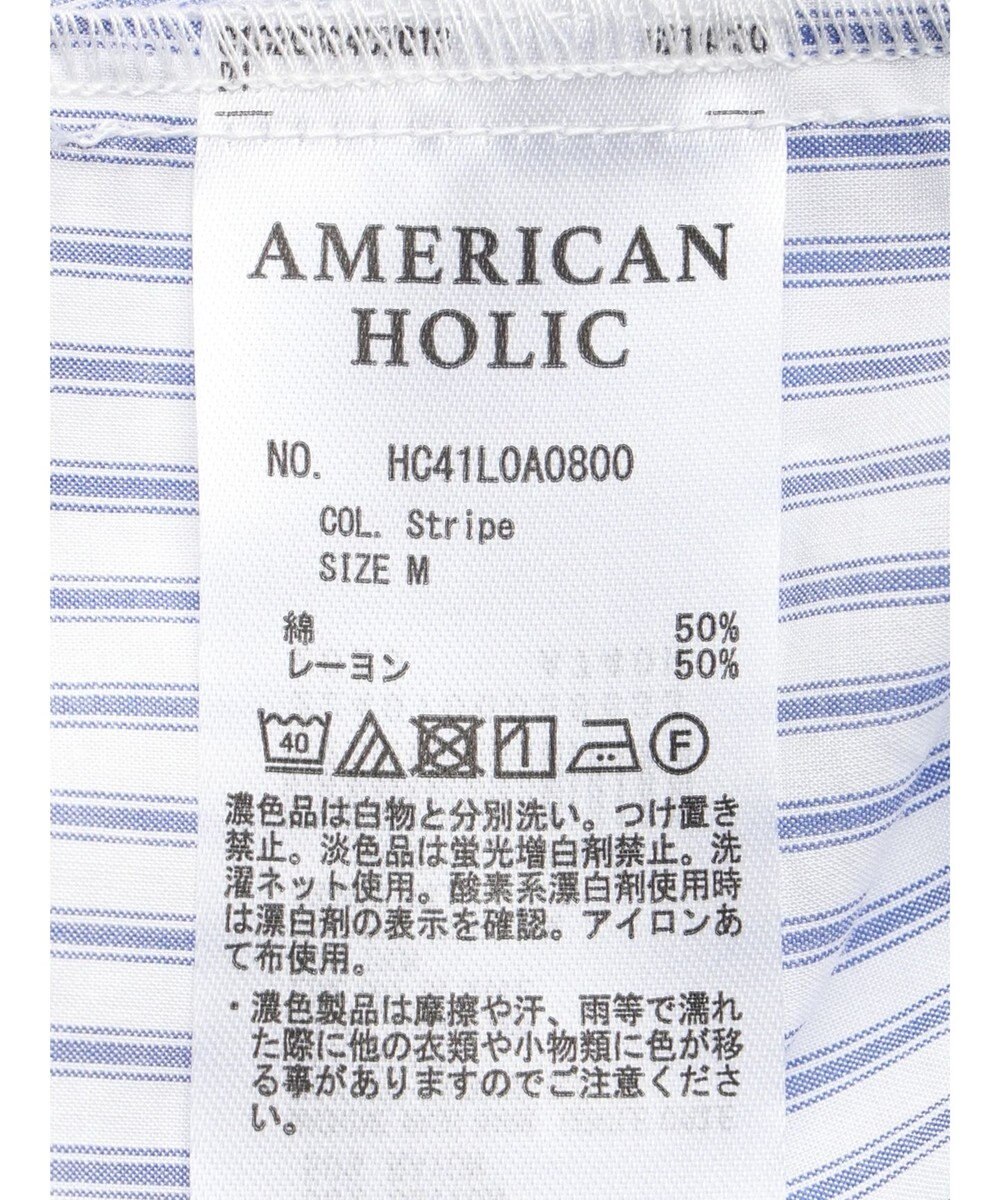 AMERICAN
HOLIC
NO. HC41L0A0800
COL. Stripe
SIZE M
綿 50%
レーヨン 50%
40 F
濃色品は白物と分別洗い。つけ置き
禁止。淡色品は蛍光増白剤禁止。洗
濯ネット使用。酸素系漂白剤使用時
は漂白剤の表示を確認。アイロンあ
て布使用。
・濃色製品は摩擦や汗、雨等で濡れ
た際に他の衣類や小物類に色が移
る事がありますのでご注意くださ
い。